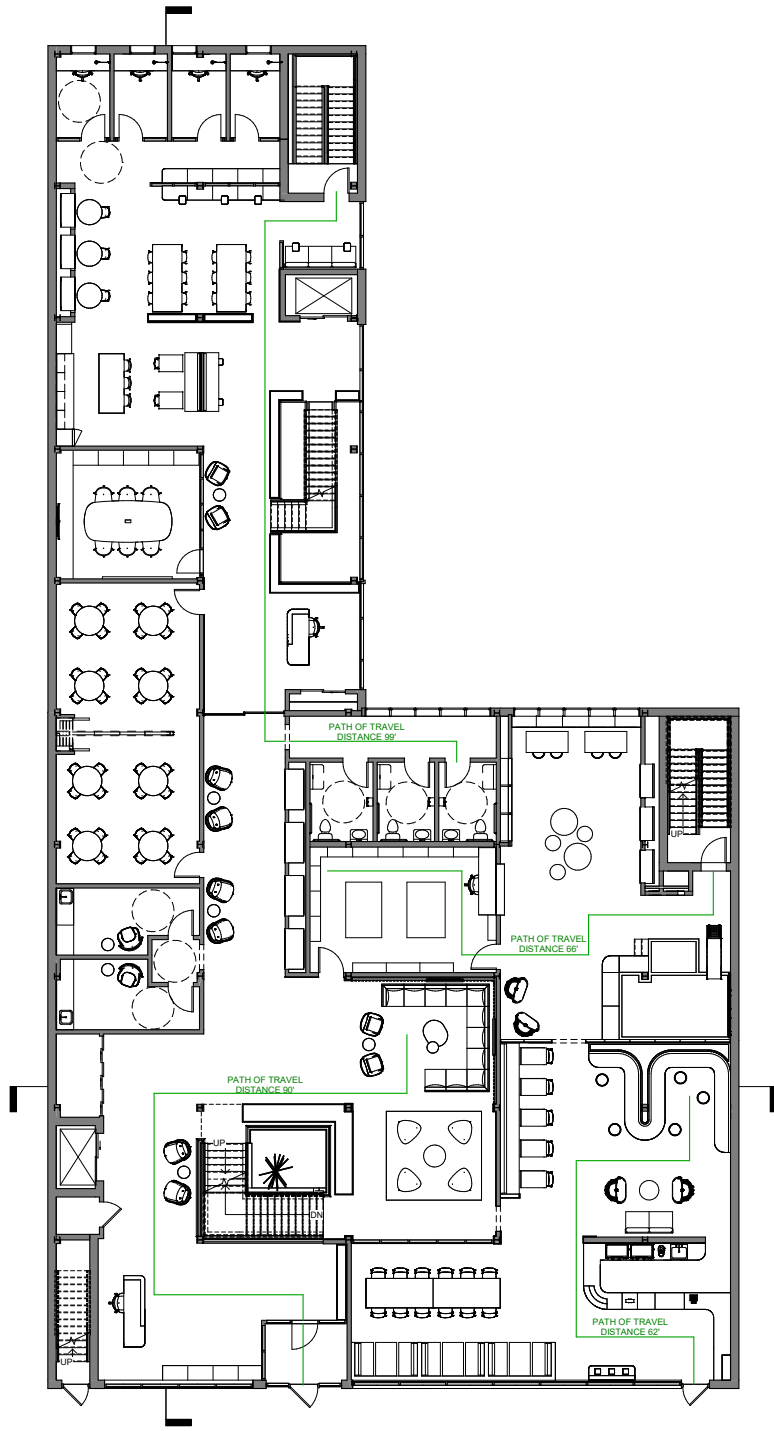 PATH OF TRAVEL
DISTANCE 99'
UP
PATH OF TRAVEL
DISTANCE 66'
PATH OF TRAVEL
DISTANCE 90'
UP
DN
PATH OF TRAVEL
DISTANCE 62'
UP